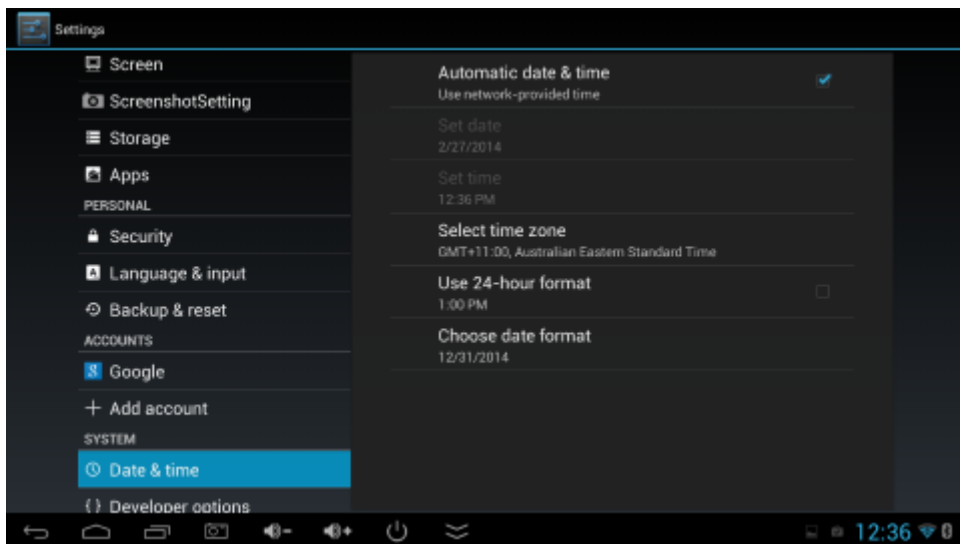 Settings
Screen
ScreenshotSetting
Storage
Apps
PERSONAL
Security
Language & input
Backup & reset
ACCOUNTS
Google
Add account
SYSTEM
Date & time
Developer options
Automatic date & time
Use network-provided time
Set date
2/27/2014
Set time
12:36 PM
Select time zone
GMT+11:00, Australian Eastern Standard Time
Use 24-hour format
1:00 PM
Choose date format
12/31/2014
12:36